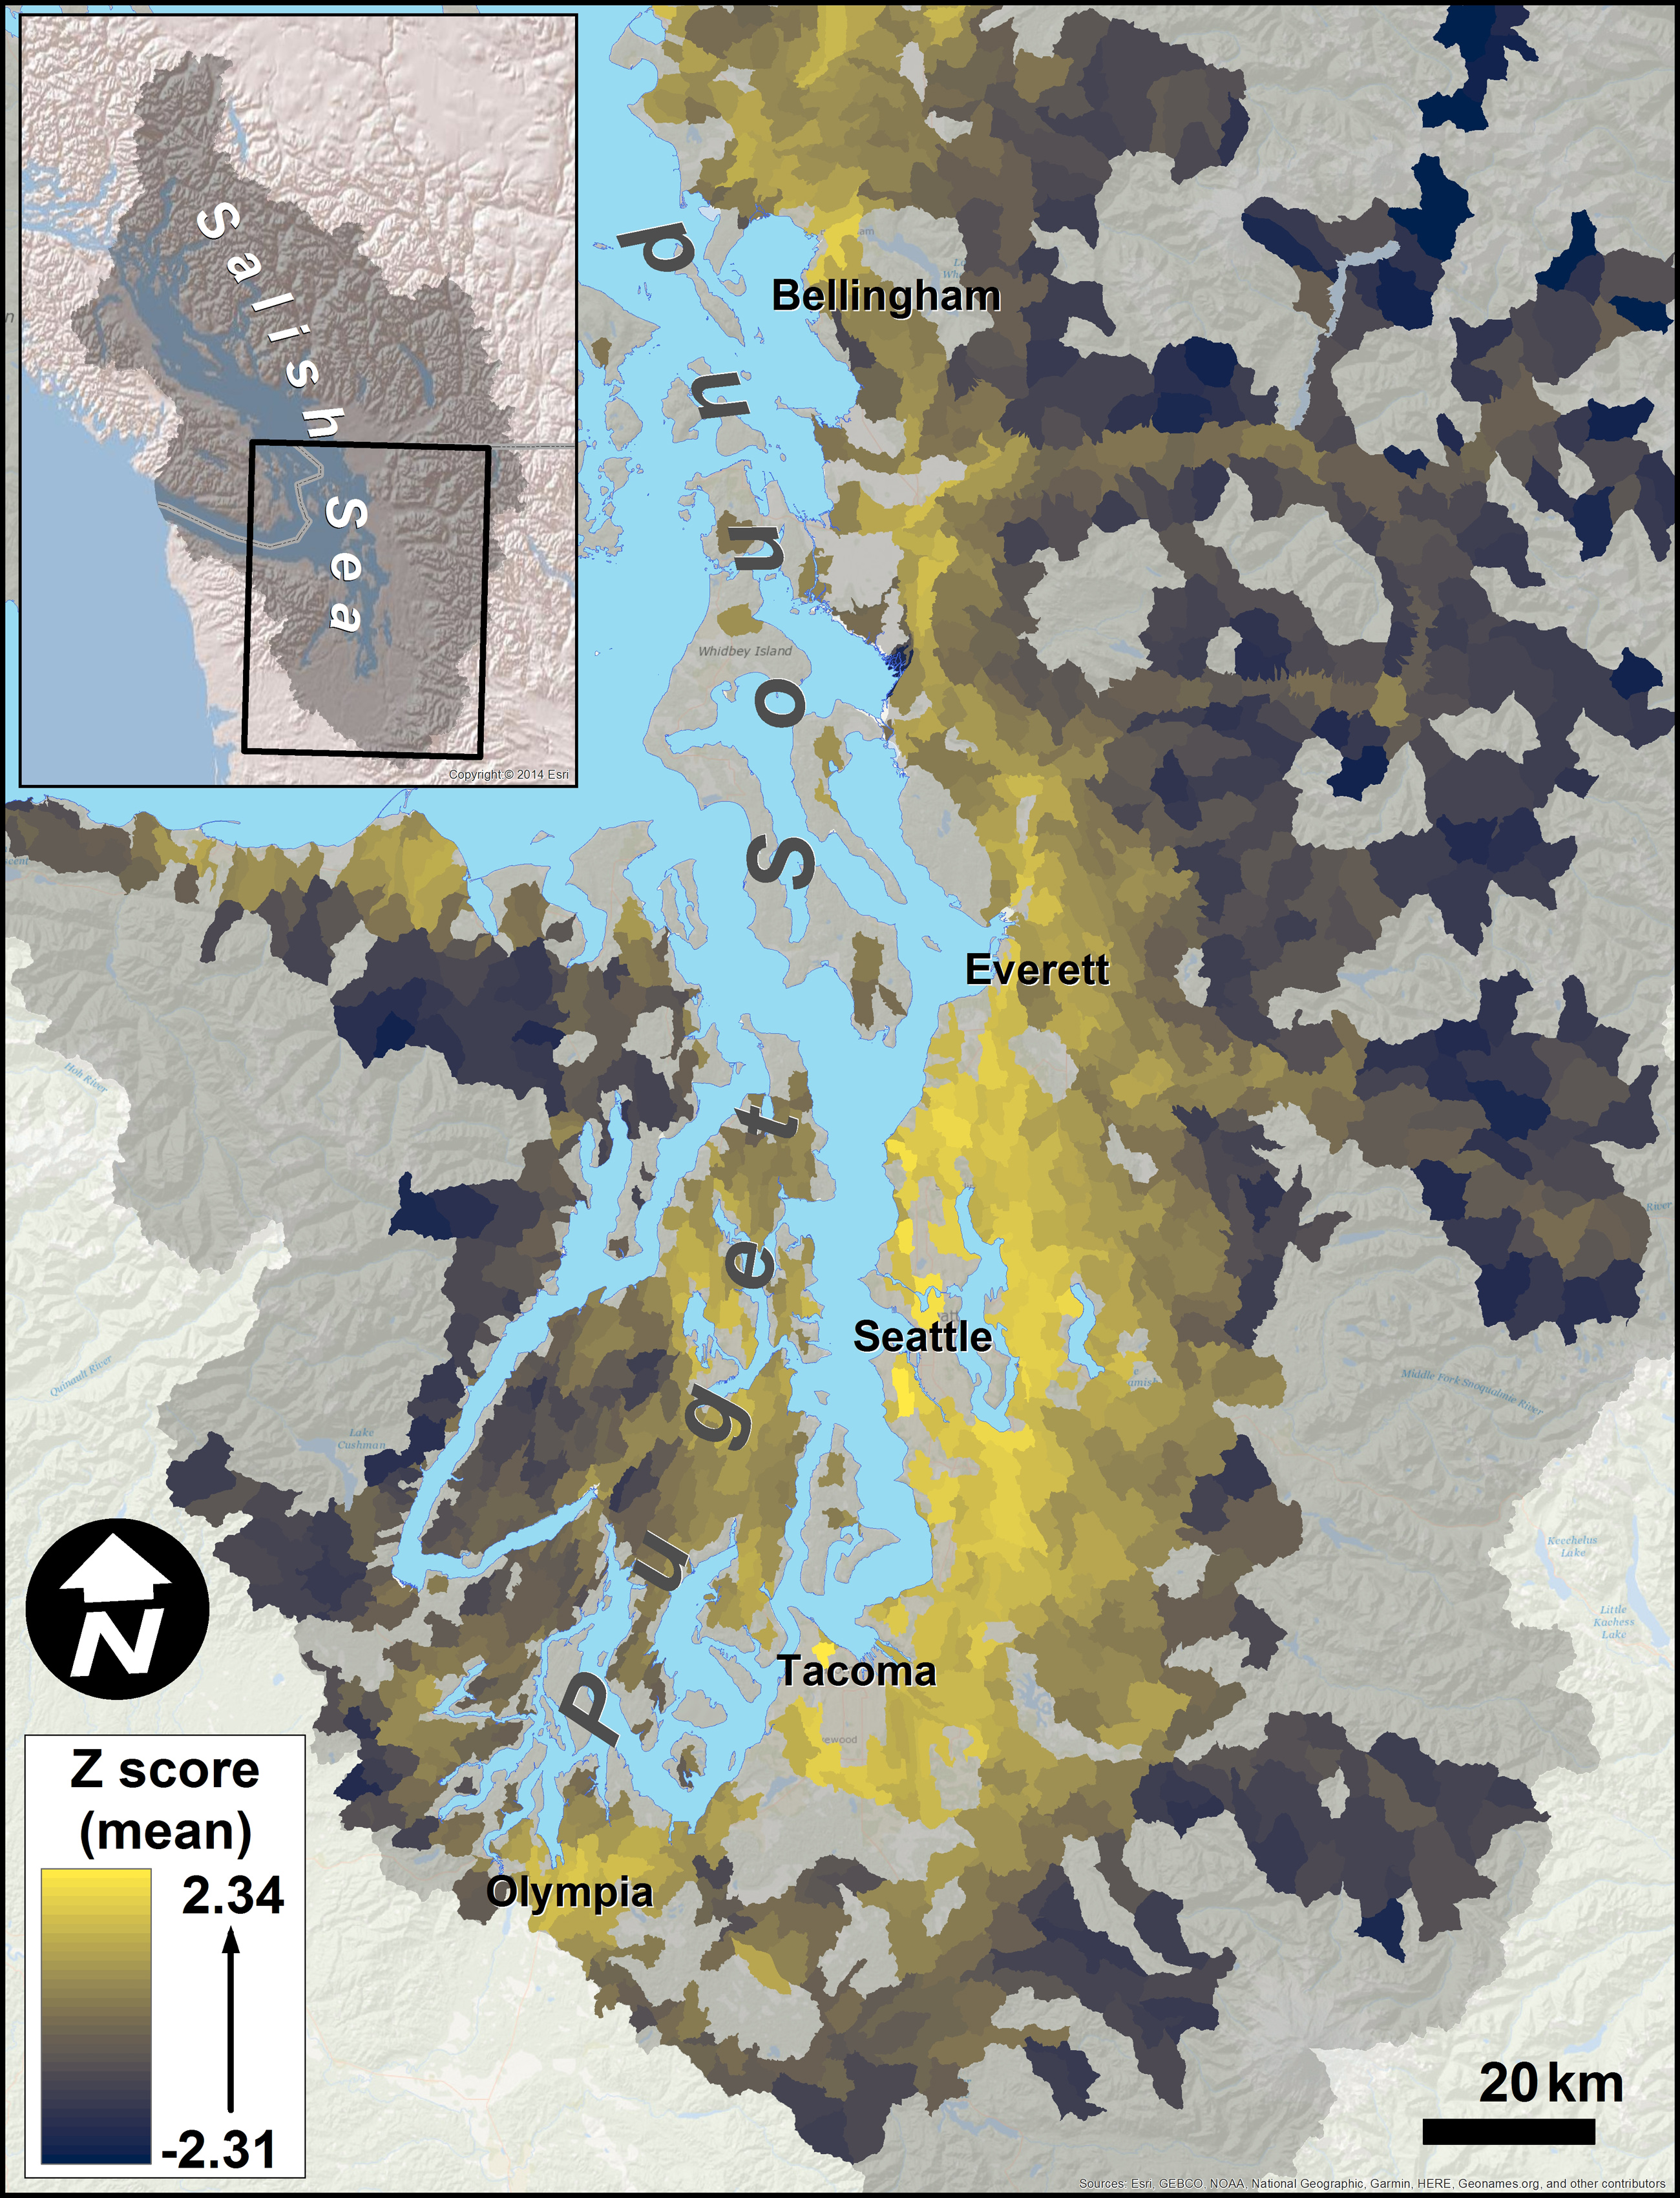 Salish
Sea
Copyright © 2014 Esri
Puget Sound
Bellingham
Whidbey Island
Everett
Hoh River
River
Seattle
Quinault River
Middle Fork Snoqualmie River
Lake
Cushman
Keechelus
Lake
Little
Kachess
Lake
N
Tacoma
ewood
Olympia
Z score
(mean)
2.34
-2.31
20 km
Sources: Esri, GEBCO, NOAA, National Geographic, Garmin, HERE, Geonames.org, and other contributors